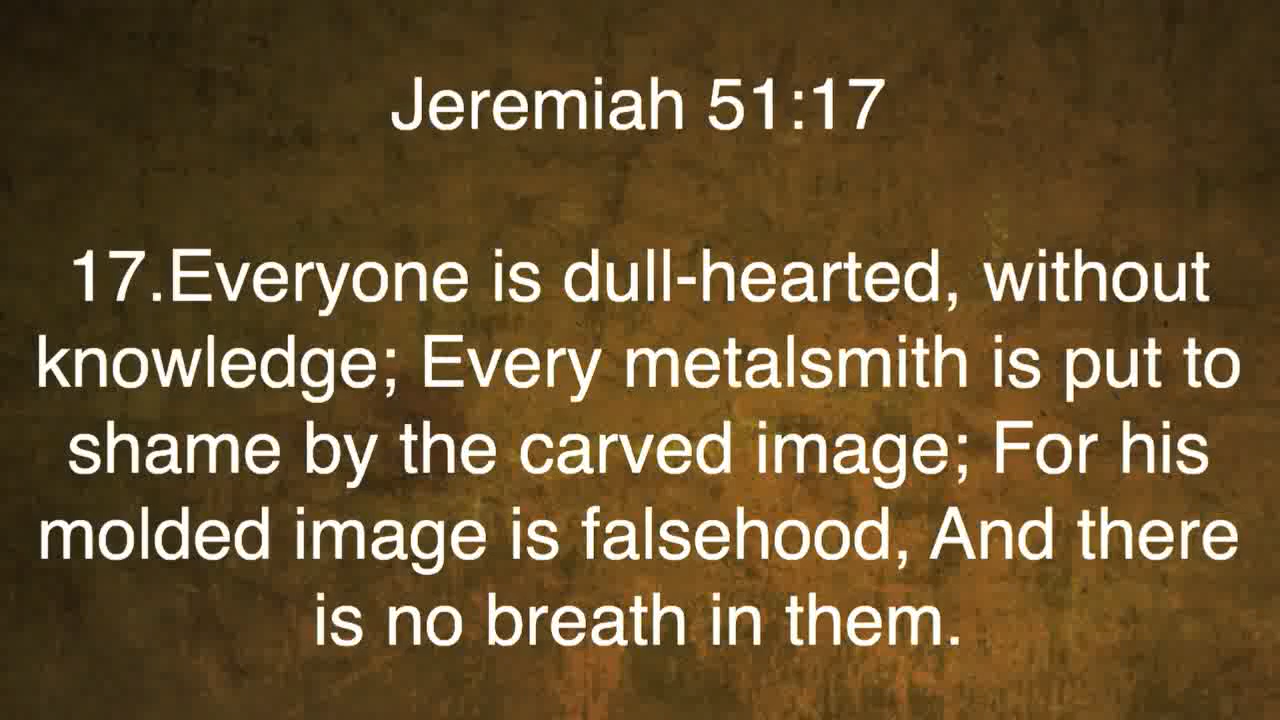 Jeremiah 51:17
17.Everyone is dull-hearted, without
knowledge; Every metalsmith is put to
shame by the carved image; For his
molded image is falsehood, And there
is no breath in them.